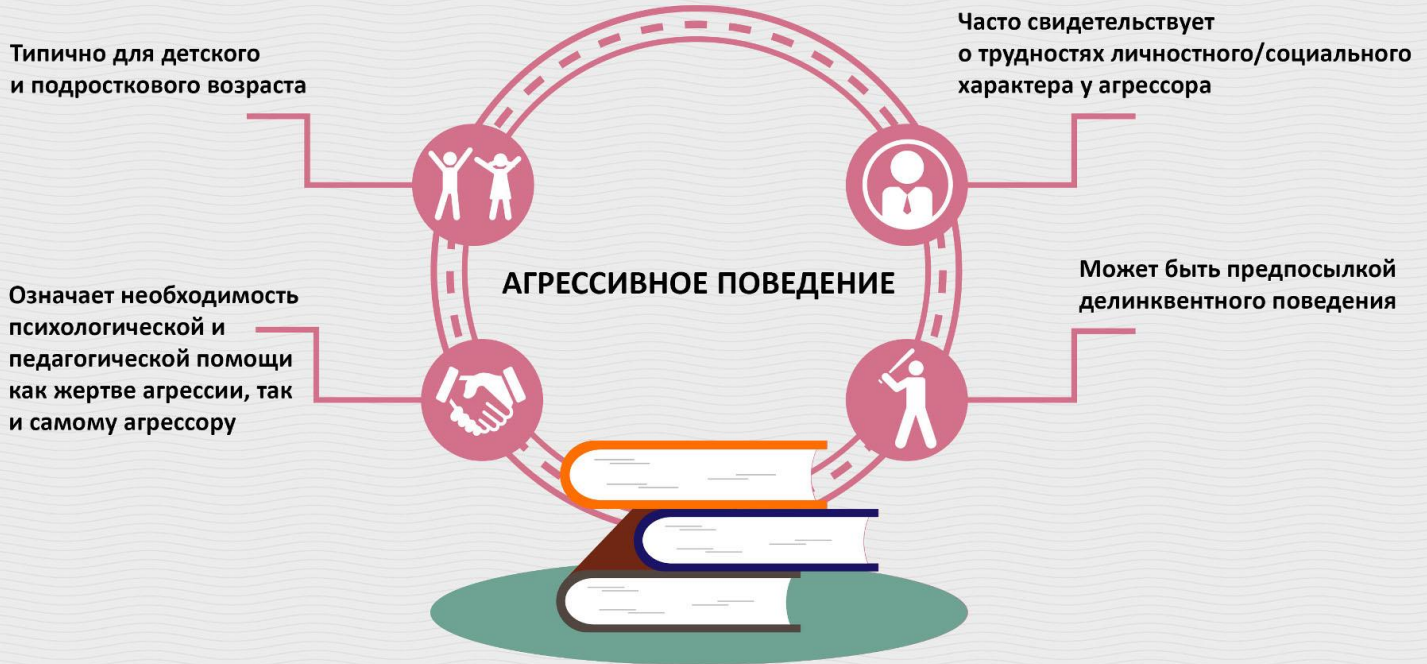 Типично для детского
и подросткового возраста
Часто свидетельствует
о трудностях личностного/социального
характера у агрессора
АГРЕССИВНОЕ ПОВЕДЕНИЕ
Означает необходимость
психологической и
педагогической помощи
как жертве агрессии, так
и самому агрессору
Может быть предпосылкой
делинквентного поведения